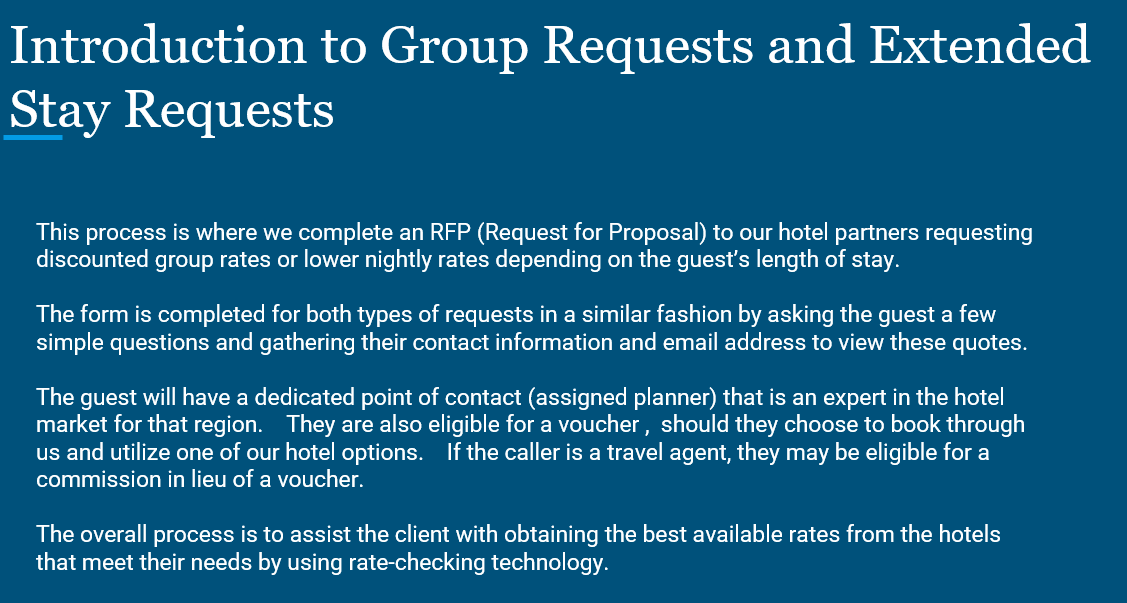 Introduction to Group Requests and Extended
Stay Requests
This process is where we complete an RFP (Request for Proposal) to our hotel partners requesting
discounted group rates or lower nightly rates depending on the guest’s length of stay.
The form is completed for both types of requests in a similar fashion by asking the guest a few
simple questions and gathering their contact information and email address to view these quotes.
The guest will have a dedicated point of contact (assigned planner) that is an expert in the hotel
market for that region.    They are also eligible for a voucher ,  should they choose to book through
us and utilize one of our hotel options.    If the caller is a travel agent, they may be eligible for a
commission in lieu of a voucher.
The overall process is to assist the client with obtaining the best available rates from the hotels
that meet their needs by using rate-checking technology.